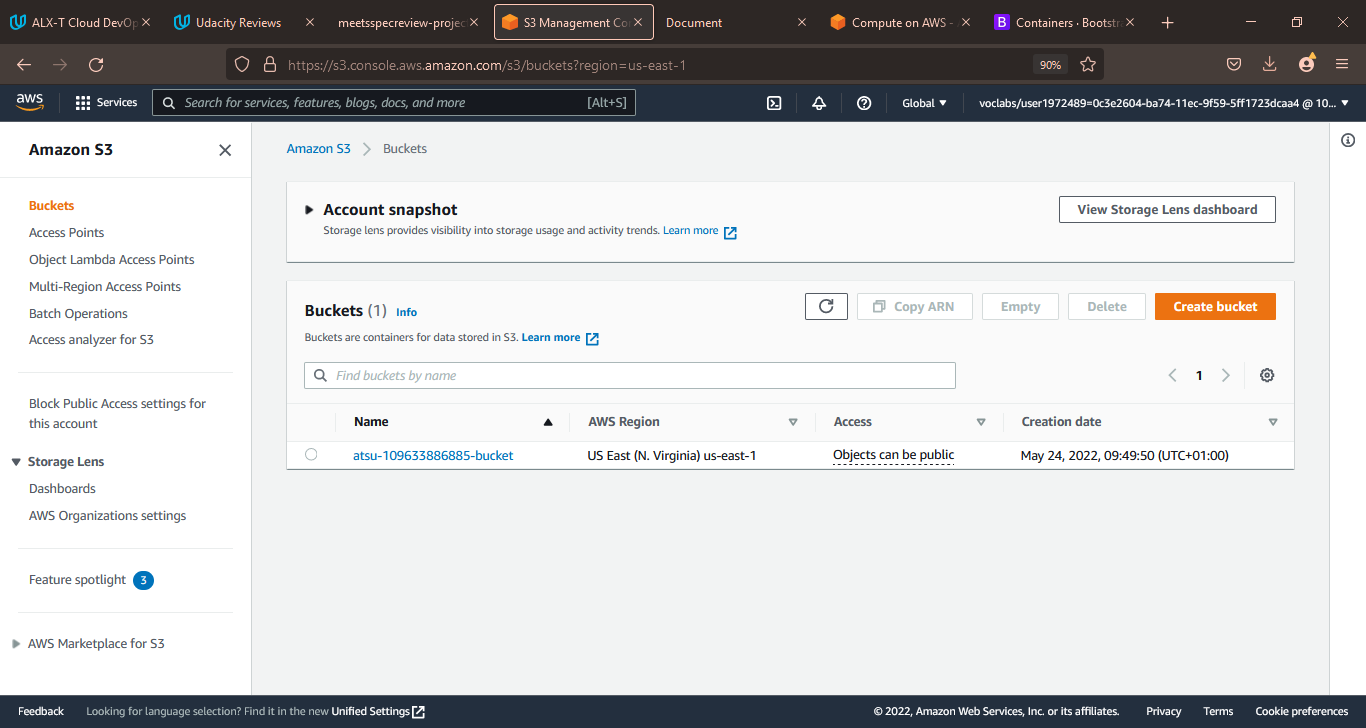 ALX-T Cloud DevOp
Udacity Reviews
meetsspecreview-projec
S3 Management Co
Document
Compute on AWS -
Containers · Bootstr
https://s3.console.aws.amazon.com/s3/buckets?region=us-east-1
90%
aws
Services
Search for services, features, blogs, docs, and more
[Alt+S]
Global
voclabs/user1972489=0c3e2604-ba74-11ec-9f59-5ff1723dcaa4 @ 10...
Amazon S3
Buckets
Access Points
Object Lambda Access Points
Multi-Region Access Points
Batch Operations
Access analyzer for S3
Block Public Access settings for
this account
Storage Lens
Dashboards
AWS Organizations settings
Feature spotlight 3
AWS Marketplace for S3
Amazon S3 > Buckets
Account snapshot
View Storage Lens dashboard
Storage lens provides visibility into storage usage and activity trends. Learn more
Buckets (1) Info
Copy ARN
Empty
Delete
Create bucket
Buckets are containers for data stored in S3. Learn more
Find buckets by name
1
Name AWS Region Access Creation date
atsu-109633886885-bucket US East (N. Virginia) us-east-1 Objects can be public May 24, 2022, 09:49:50 (UTC+01:00)
Feedback Looking for language selection? Find it in the new Unified Settings © 2022, Amazon Web Services, Inc. or its affiliates. Privacy Terms Cookie preferences